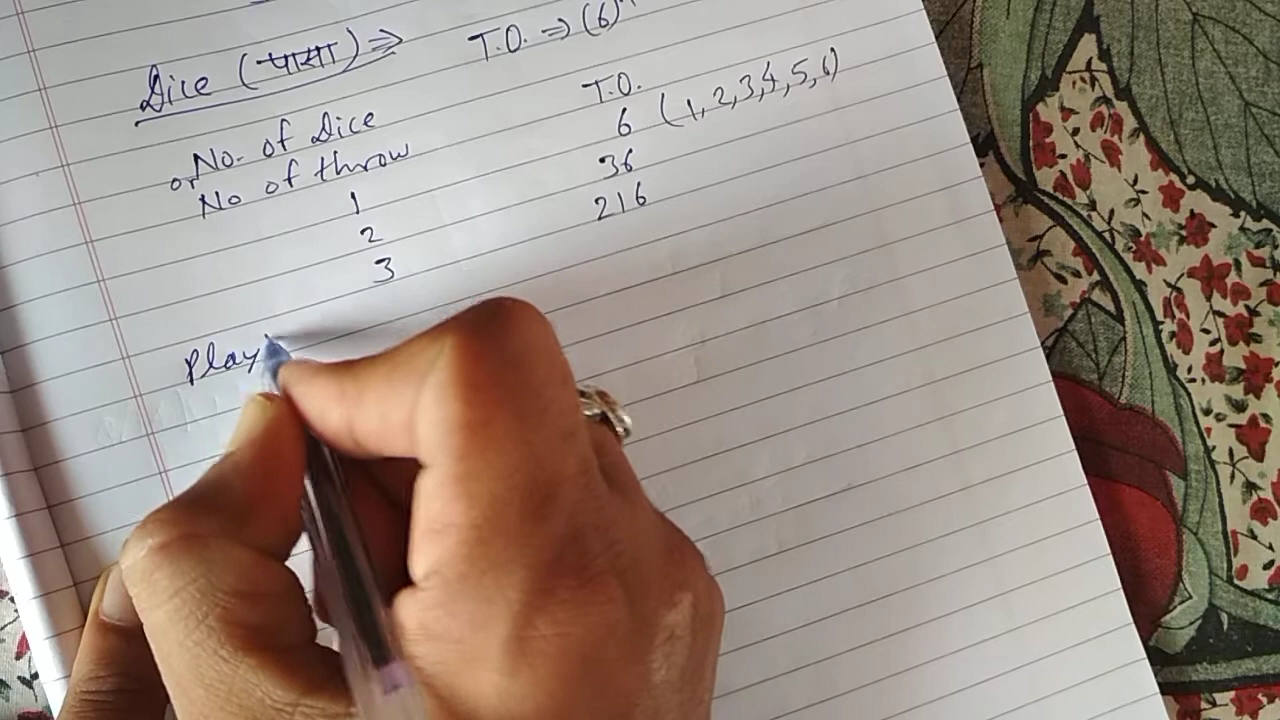 Dice (पासा) ⇒ T.O. ⇒ (6)ⁿ
No. of Dice T.O.
or No of throw 6 (1,2,3,4,5,6)
1 36
2 216
3
Play